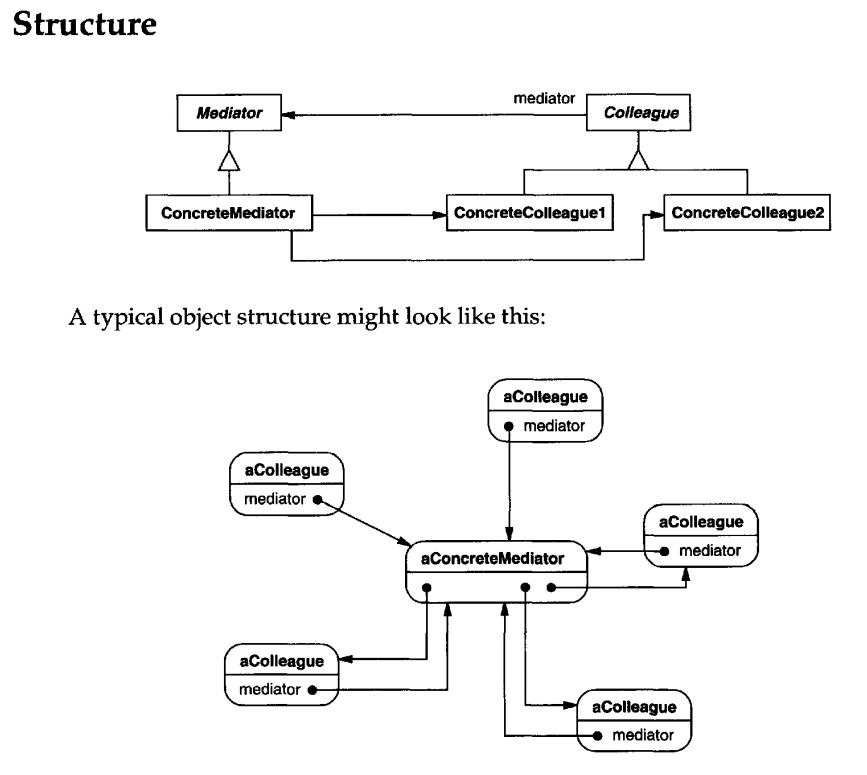 Structure
mediator
Mediator
Colleague
ConcreteMediator
ConcreteColleague1
ConcreteColleague2
A typical object structure might look like this:
aColleague
mediator
aColleague
mediator
aColleague
mediator
aConcreteMediator
aColleague
mediator
aColleague
mediator